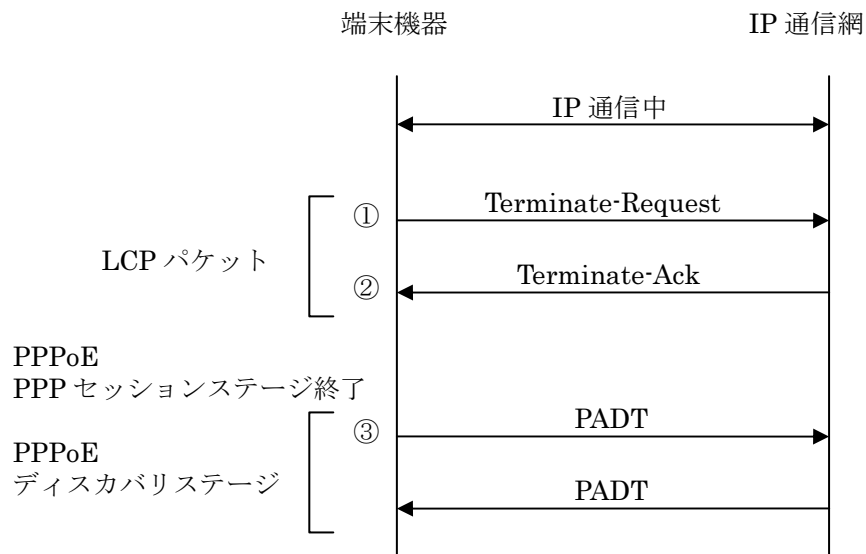 端末機器
IP 通信網
IP 通信中
① Terminate-Request
LCP パケット
② Terminate-Ack
PPPoE
PPP セッションステージ終了
③ PADT
PPPoE
ディスカバリステージ
PADT